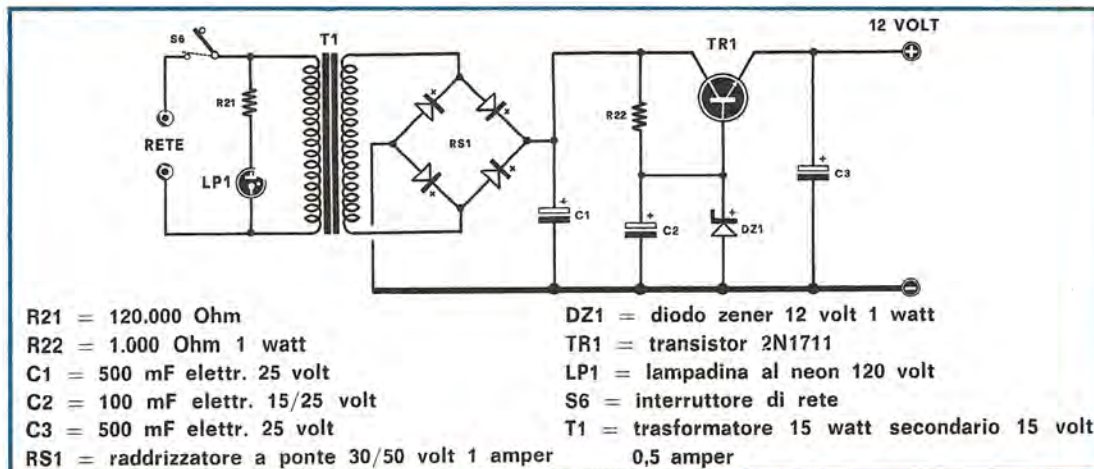 12 VOLT
S6
T1
TR1
R21
R22
RETE
RS1
LP1
C1
C2
DZ1
C3
R21 = 120.000 Ohm
R22 = 1.000 Ohm 1 watt
C1 = 500 mF elettr. 25 volt
C2 = 100 mF elettr. 15/25 volt
C3 = 500 mF elettr. 25 volt
RS1 = raddrizzatore a ponte 30/50 volt 1 amper
DZ1 = diodo zener 12 volt 1 watt
TR1 = transistor 2N1711
LP1 = lampadina al neon 120 volt
S6 = interruttore di rete
T1 = trasformatore 15 watt secondario 15 volt
0,5 amper